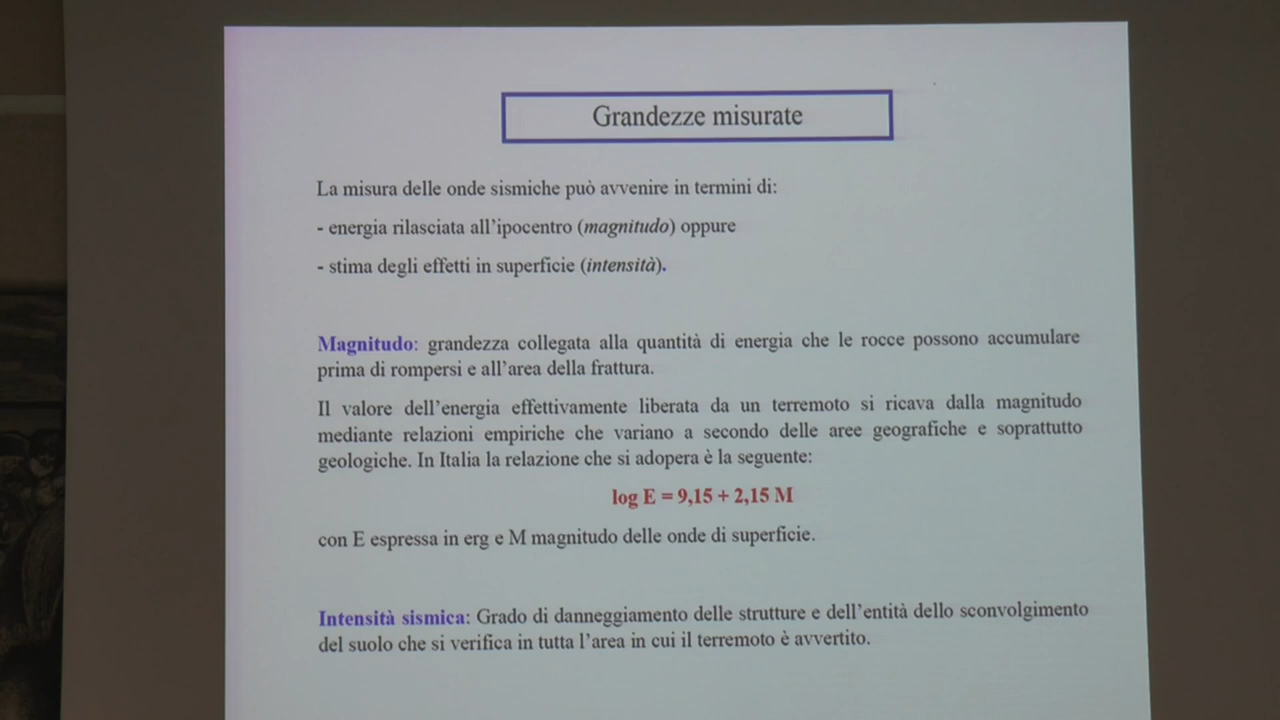 Grandezze misurate
La misura delle onde sismiche può avvenire in termini di:
- energia rilasciata all'ipocentro (magnitudo) oppure
- stima degli effetti in superficie (intensità).
Magnitudo: grandezza collegata alla quantità di energia che le rocce possono accumulare
prima di rompersi e all'area della frattura.
Il valore dell'energia effettivamente liberata da un terremoto si ricava dalla magnitudo
mediante relazioni empiriche che variano a secondo delle aree geografiche e soprattutto
geologiche. In Italia la relazione che si adopera è la seguente:
log E = 9,15 + 2,15 M
con E espressa in erg e M magnitudo delle onde di superficie.
Intensità sismica: Grado di danneggiamento delle strutture e dell'entità dello sconvolgimento
del suolo che si verifica in tutta l'area in cui il terremoto è avvertito.